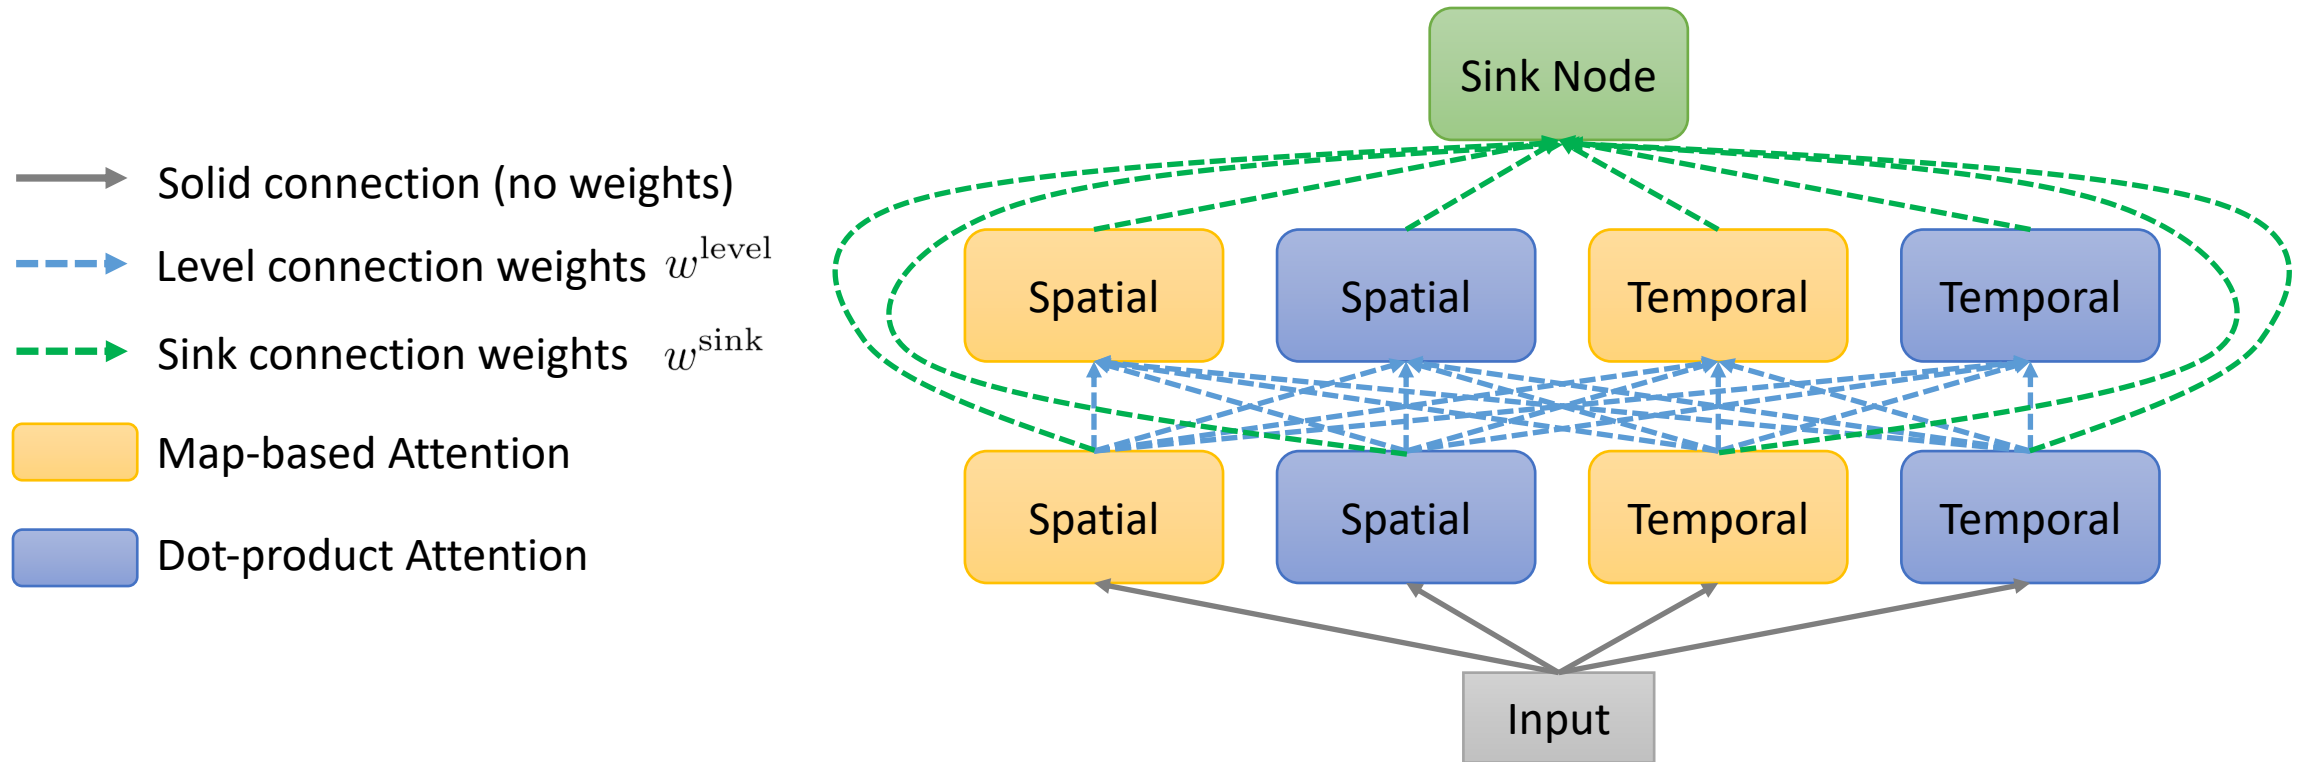 Sink Node
Solid connection (no weights)
Level connection weights w^level
Sink connection weights w^sink
Map-based Attention
Dot-product Attention
Spatial Spatial Temporal Temporal
Spatial Spatial Temporal Temporal
Input